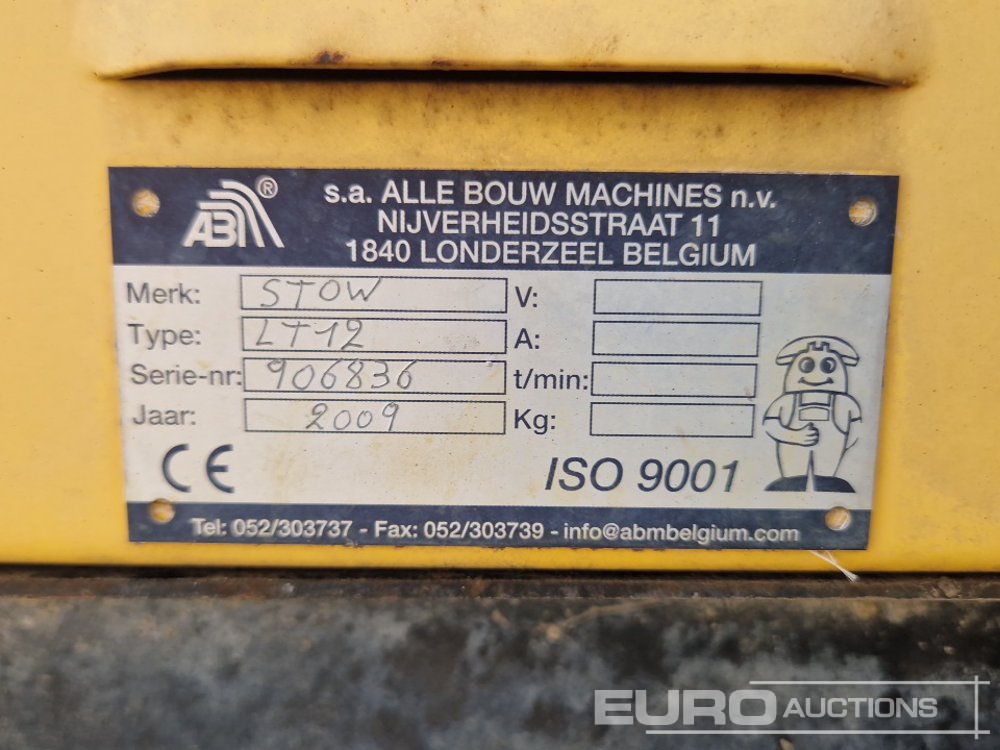 ABM®
s.a. ALLE BOUW MACHINES n.v.
NIJVERHEIDSSTRAAT 11
1840 LONDERZEEL BELGIUM
Merk: STOW V:
Type: LT12 A:
Serie-nr: 906836 t/min:
Jaar: 2009 Kg:
CE ISO 9001
Tel: 052/303737 - Fax: 052/303739 - info@abmbelgium.com
EURO AUCTIONS